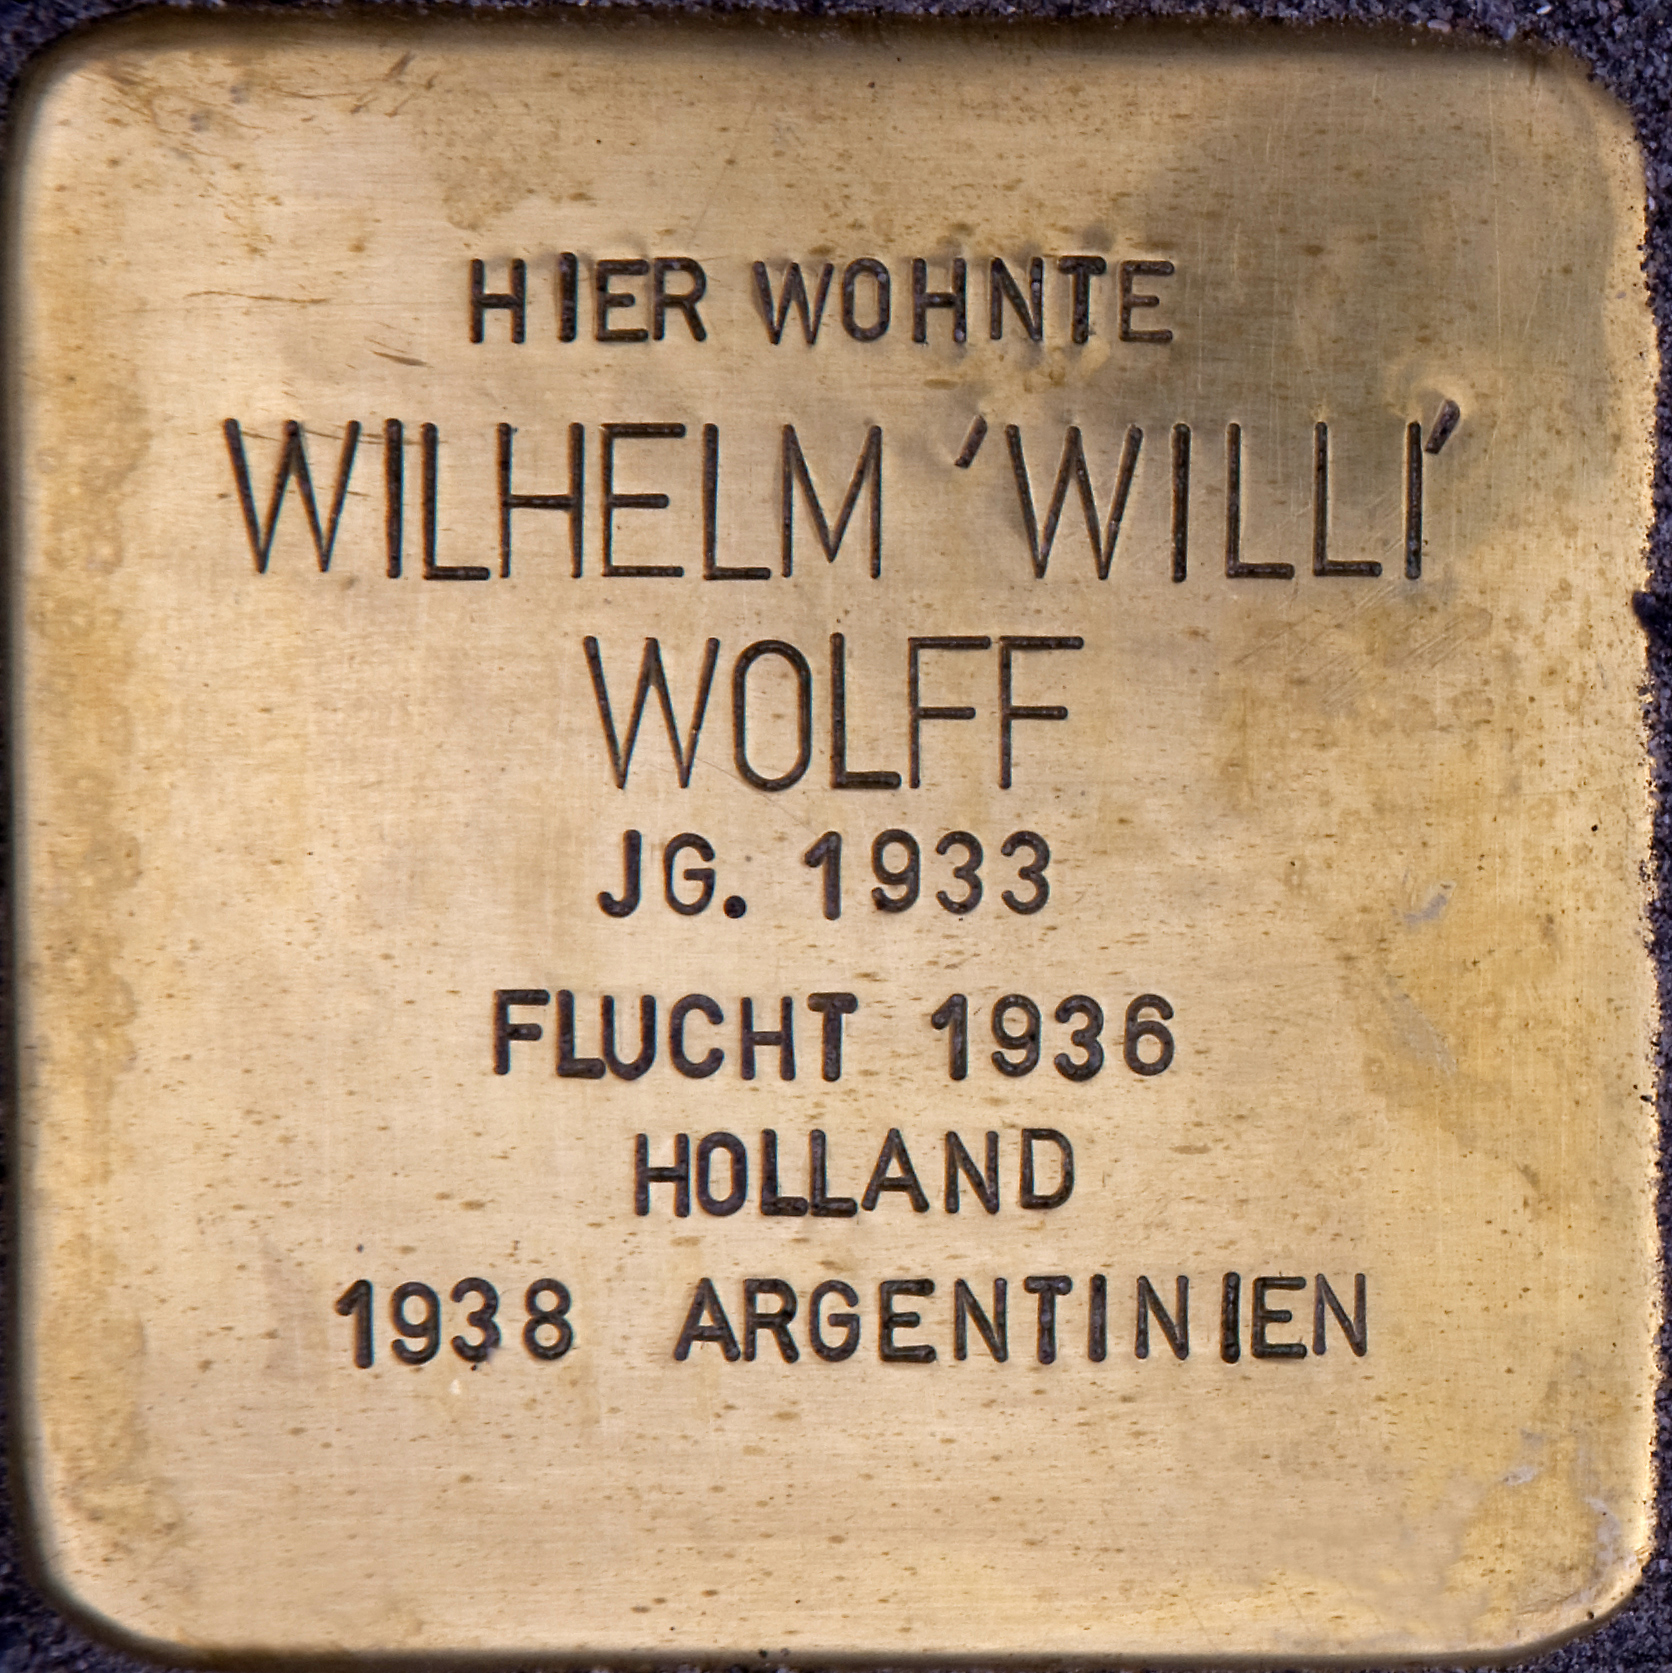 HIER WOHNTE
WILHELM 'WILLI'
WOLFF
JG. 1933
FLUCHT 1936
HOLLAND
1938 ARGENTINIEN